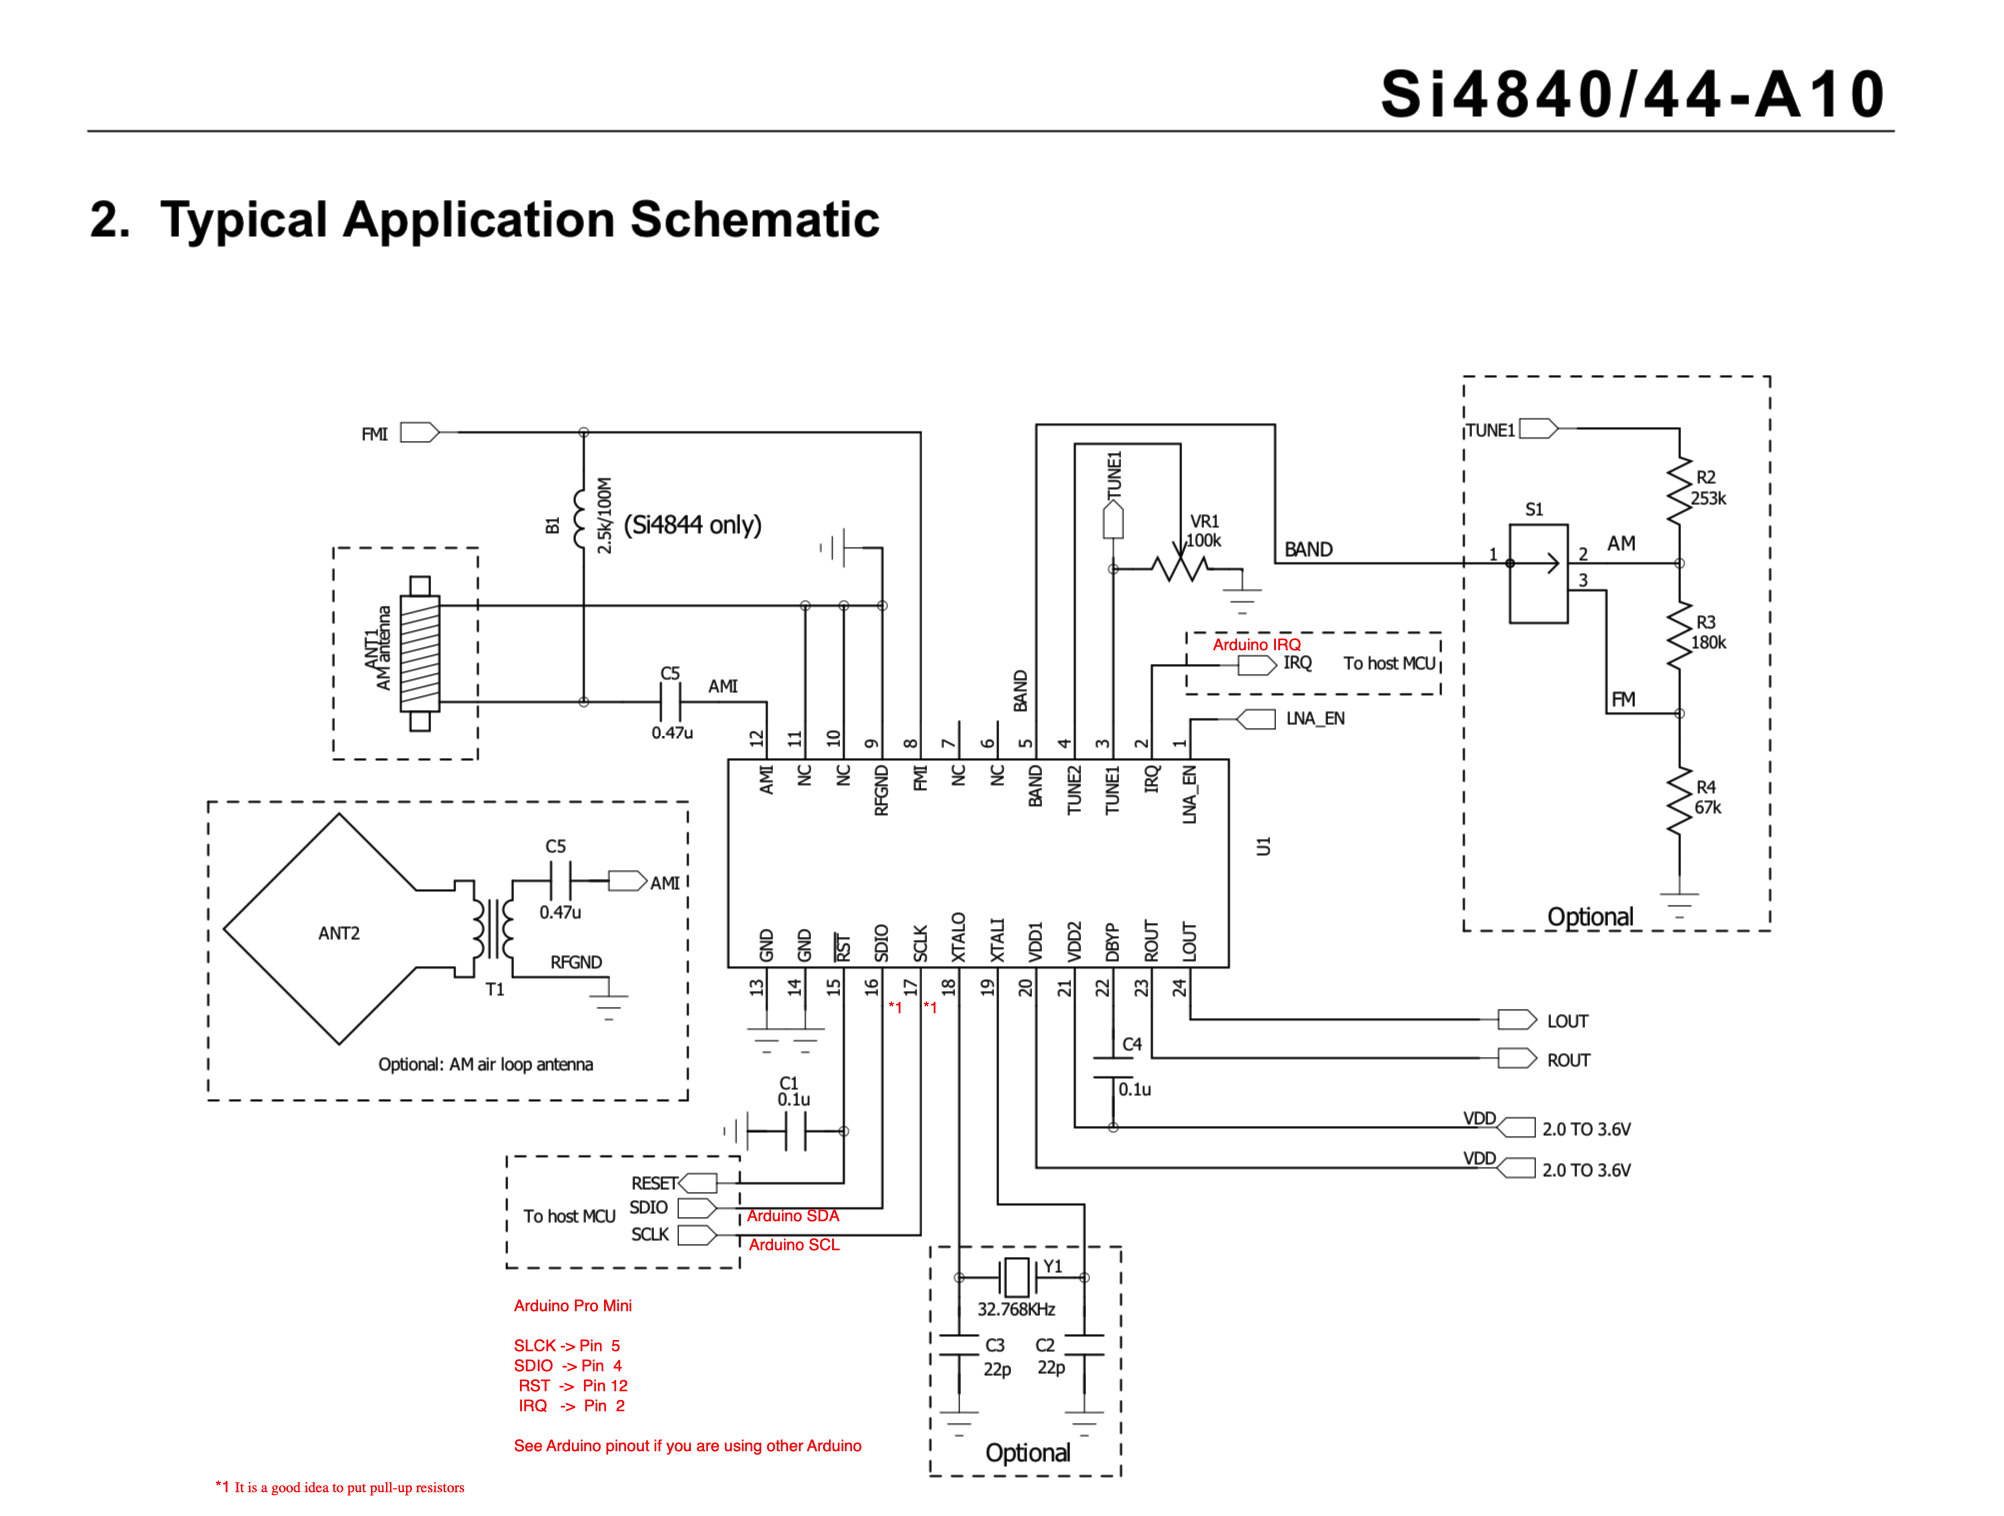 Si4840/44-A10
2. Typical Application Schematic
FMI
B1
2.5k/100M
(Si4844 only)
ANT1
AM antenna
C5
0.47u
AMI
TUNE1
VR1
100k
BAND
BAND
Arduino IRQ
IRQ
To host MCU
LNA_EN
TUNE1
R2
253k
S1
1
2
3
AM
R3
180k
FM
R4
67k
Optional
12
11
10
9
8
7
6
5
4
3
2
1
AMI
NC
NC
RFGND
FMI
NC
NC
BAND
TUNE2
TUNE1
IRQ
LNA_EN
U1
GND
GND
RST
SDIO
SCLK
XTALO
XTALI
VDD1
VDD2
DBYP
ROUT
LOUT
13
14
15
16
17
18
19
20
21
22
23
24
*1
*1
ANT2
T1
C5
0.47u
AMI
RFGND
Optional: AM air loop antenna
C1
0.1u
C4
0.1u
LOUT
ROUT
VDD
2.0 TO 3.6V
VDD
2.0 TO 3.6V
To host MCU
RESET
SDIO
SCLK
Arduino SDA
Arduino SCL
Y1
32.768KHz
C3
22p
C2
22p
Optional
Arduino Pro Mini
SLCK -> Pin 5
SDIO -> Pin 4
RST -> Pin 12
IRQ -> Pin 2
See Arduino pinout if you are using other Arduino
*1 It is a good idea to put pull-up resistors